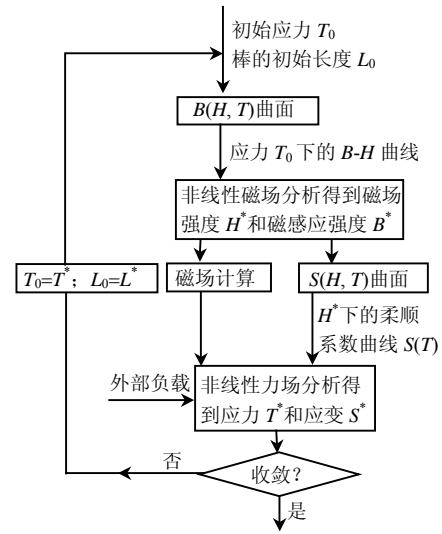 初始应力 T₀
棒的初始长度 L₀
B(H, T)曲面
应力 T₀ 下的 B-H 曲线
非线性磁场分析得到磁场
强度 H*和磁感应强度 B*
T₀=T*；L₀=L*
磁场计算
S(H, T)曲面
H*下的柔顺
系数曲线 S(T)
外部负载
非线性力场分析得
到应力 T*和应变 S*
否
收敛？
是